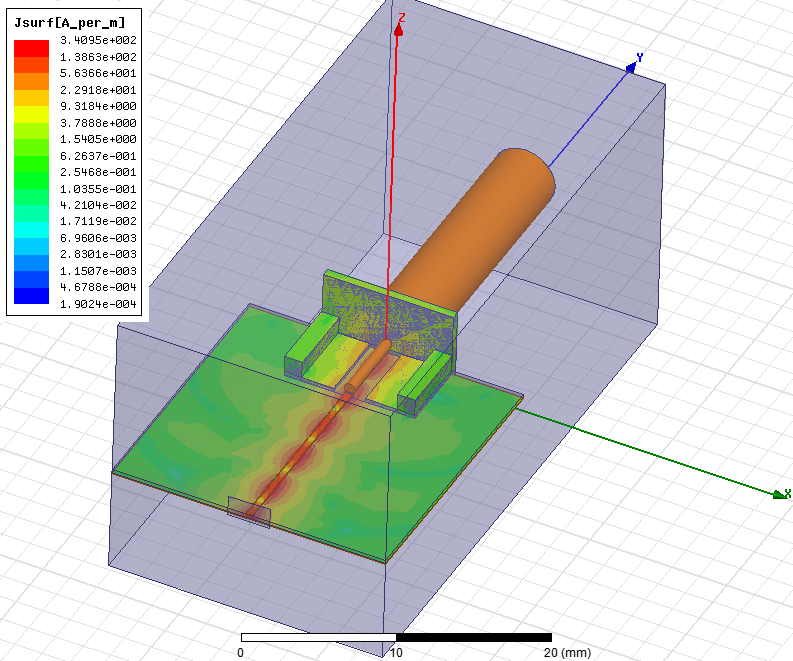 Jsurf[A_per_m]
3.4095e+002
1.3863e+002
5.6366e+001
2.2918e+001
9.3184e+000
3.7888e+000
1.5405e+000
6.2637e-001
2.5468e-001
1.0355e-001
4.2104e-002
1.7119e-002
6.9606e-003
2.8301e-003
1.1507e-003
4.6788e-004
1.9024e-004
Z
Y
X
0 10 20 (mm)